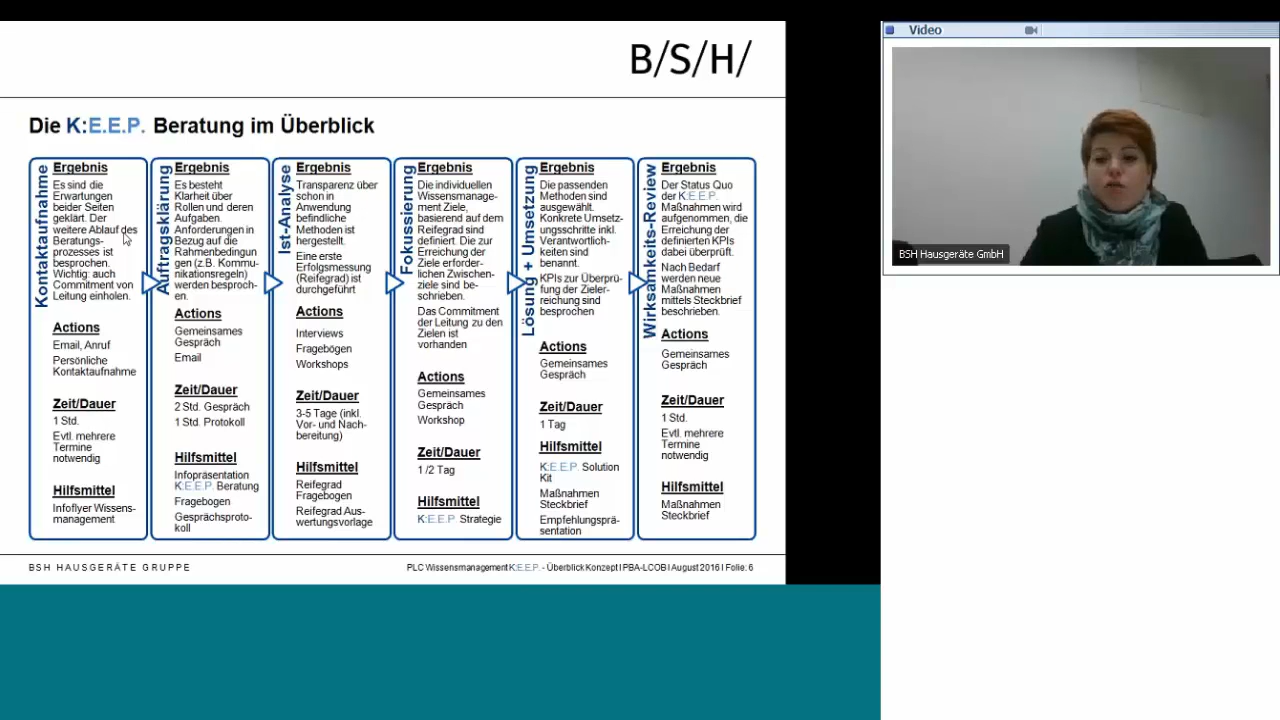 B/S/H/
Die K:E.E.P. Beratung im Überblick
Kontaktaufnahme
Ergebnis
Es sind die
Erwartungen
beider Seiten
geklärt. Der
weitere Ablauf des
Beratungs-
prozesses ist
besprochen.
Wichtig: auch
Commitment von
Leitung einholen.
Actions
Email, Anruf
Persönliche
Kontaktaufnahme
Zeit/Dauer
1 Std.
Evtl. mehrere
Termine
notwendig
Hilfsmittel
Infoflyer Wissens-
management
Auftragsklärung
Ergebnis
Es besteht
Klarheit über
Rollen und deren
Aufgaben.
Anforderungen in
Bezug auf die
Rahmenbedingun
gen (z.B. Kommu-
nikationsregeln)
werden besproch-
en.
Actions
Gemeinsames
Gespräch
Email
Zeit/Dauer
2 Std. Gespräch
1 Std. Protokoll
Hilfsmittel
Infopräsentation
K:E.E.P. Beratung
Fragebogen
Gesprächsproto-
koll
Ist-Analyse
Ergebnis
Transparenz über
schon in
Anwendung
befindliche
Methoden ist
hergestellt.
Eine erste
Erfolgsmessung
(Reifegrad) ist
durchgeführt
Actions
Interviews
Fragebögen
Workshops
Zeit/Dauer
3-5 Tage (inkl.
Vor- und Nach-
bereitung)
Hilfsmittel
Reifegrad
Fragebogen
Reifegrad Aus-
wertungsvorlage
Fokussierung
Ergebnis
Die individuellen
Wissensmanage-
ment Ziele,
basierend auf dem
Reifegrad sind
definiert. Die zur
Erreichung der
Ziele erforder-
lichen Zwischen-
ziele sind be-
schrieben.
Das Commitment
der Leitung zu den
Zielen ist
vorhanden
Actions
Gemeinsames
Gespräch
Workshop
Zeit/Dauer
1 /2 Tag
Hilfsmittel
K:E.E.P. Strategie
Lösung + Umsetzung
Ergebnis
Die passenden
Methoden sind
ausgewählt.
Konkrete Umsetz-
ungsschritte inkl.
Verantwortlich-
keiten sind
benannt.
KPIs zur Überprü-
fung der Zieler-
reichung sind
besprochen
Actions
Gemeinsames
Gespräch
Zeit/Dauer
1 Tag
Hilfsmittel
K:E.E.P. Solution
Kit
Maßnahmen
Steckbrief
Empfehlungsprä-
sentation
Wirksamkeits-Review
Ergebnis
Der Status Quo
der K:E.E.P.
Maßnahmen wird
aufgenommen, die
Erreichung der
definierten KPIs
dabei überprüft.
Nach Bedarf
werden neue
Maßnahmen
mittels Steckbrief
beschrieben.
Actions
Gemeinsames
Gespräch
Zeit/Dauer
1 Std.
Evtl. mehrere
Termine
notwendig
Hilfsmittel
Maßnahmen
Steckbrief
BSH HAUSGERÄTE GRUPPE
PLC Wissensmanagement K:E.E.P. - Überblick Konzept I PBA-LCOB I August 2016 I Folie: 6
Video
BSH Hausgeräte GmbH